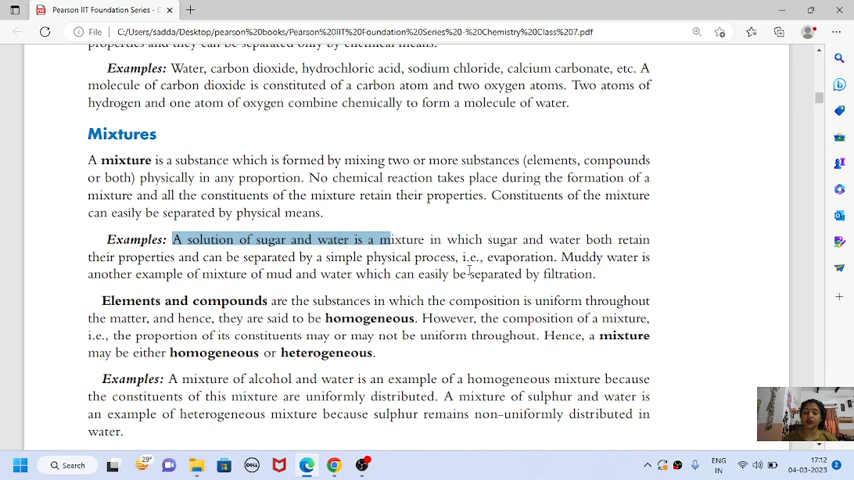 Pearson IIT Foundation Series - C
File
C:/Users/sadda/Desktop/pearson%20books/Pearson%20IIT%20Foundation%20Series%20-%20Chemistry%20Class%207.pdf
properties and they can be separated only by chemical means.
Examples: Water, carbon dioxide, hydrochloric acid, sodium chloride, calcium carbonate, etc. A
molecule of carbon dioxide is constituted of a carbon atom and two oxygen atoms. Two atoms of
hydrogen and one atom of oxygen combine chemically to form a molecule of water.
Mixtures
A mixture is a substance which is formed by mixing two or more substances (elements, compounds
or both) physically in any proportion. No chemical reaction takes place during the formation of a
mixture and all the constituents of the mixture retain their properties. Constituents of the mixture
can easily be separated by physical means.
Examples: A solution of sugar and water is a mixture in which sugar and water both retain
their properties and can be separated by a simple physical process, i.e., evaporation. Muddy water is
another example of mixture of mud and water which can easily be separated by filtration.
Elements and compounds are the substances in which the composition is uniform throughout
the matter, and hence, they are said to be homogeneous. However, the composition of a mixture,
i.e., the proportion of its constituents may or may not be uniform throughout. Hence, a mixture
may be either homogeneous or heterogeneous.
Examples: A mixture of alcohol and water is an example of a homogeneous mixture because
the constituents of this mixture are uniformly distributed. A mixture of sulphur and water is
an example of heterogeneous mixture because sulphur remains non-uniformly distributed in
water.
Search
29°
DELL
ENG
IN
17:12
04-03-2023
2